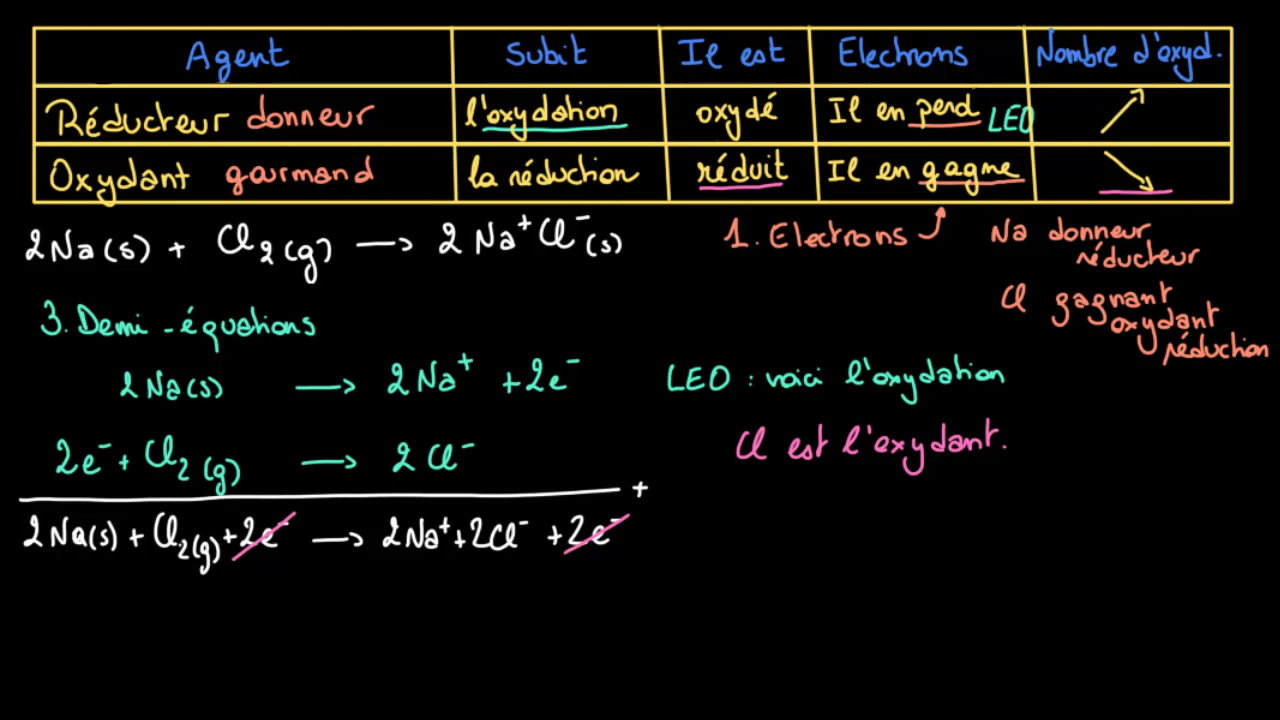 Agent Subit Il est Electrons Nombre d'oxyd.
Réducteur donneur l'oxydation oxydé Il en perd LEO ↗
Oxydant gourmand la réduction réduit Il en gagne ↘
2Na(s) + Cl₂(g) → 2Na⁺Cl⁻(s)
1. Electrons
Na donneur
réducteur
Cl gagnant
oxydant
réduction
3. Demi-équations
2Na(s) → 2Na⁺ + 2e⁻
LEO : voici l'oxydation
2e⁻ + Cl₂(g) → 2Cl⁻
Cl est l'oxydant.
+
2Na(s) + Cl₂(g) + 2e⁻ → 2Na⁺ + 2Cl⁻ + 2e⁻